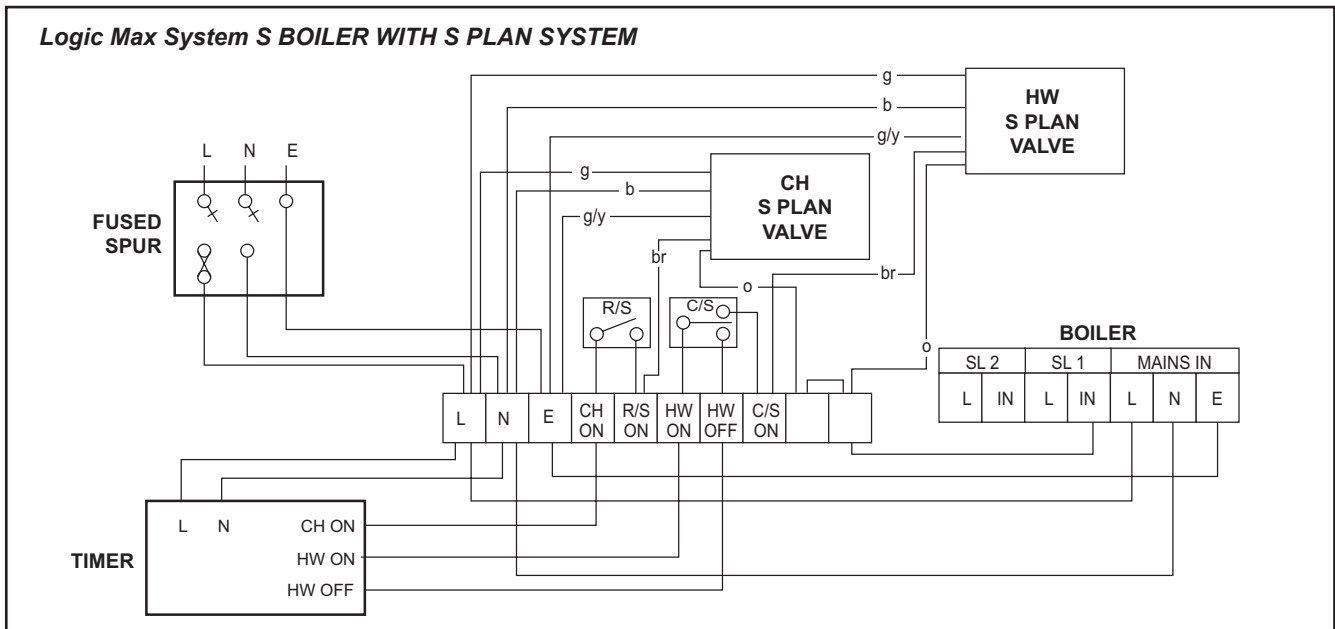 Logic Max System S BOILER WITH S PLAN SYSTEM
g
b
g/y
HW
S PLAN
VALVE
L N E
FUSED
SPUR
g
b
g/y
CH
S PLAN
VALVE
br
o
br
o
R/S
C/S
BOILER
SL 2 SL 1 MAINS IN
L IN L IN L N E
L N E CH ON R/S ON HW ON HW OFF C/S ON
TIMER
L N CH ON
HW ON
HW OFF